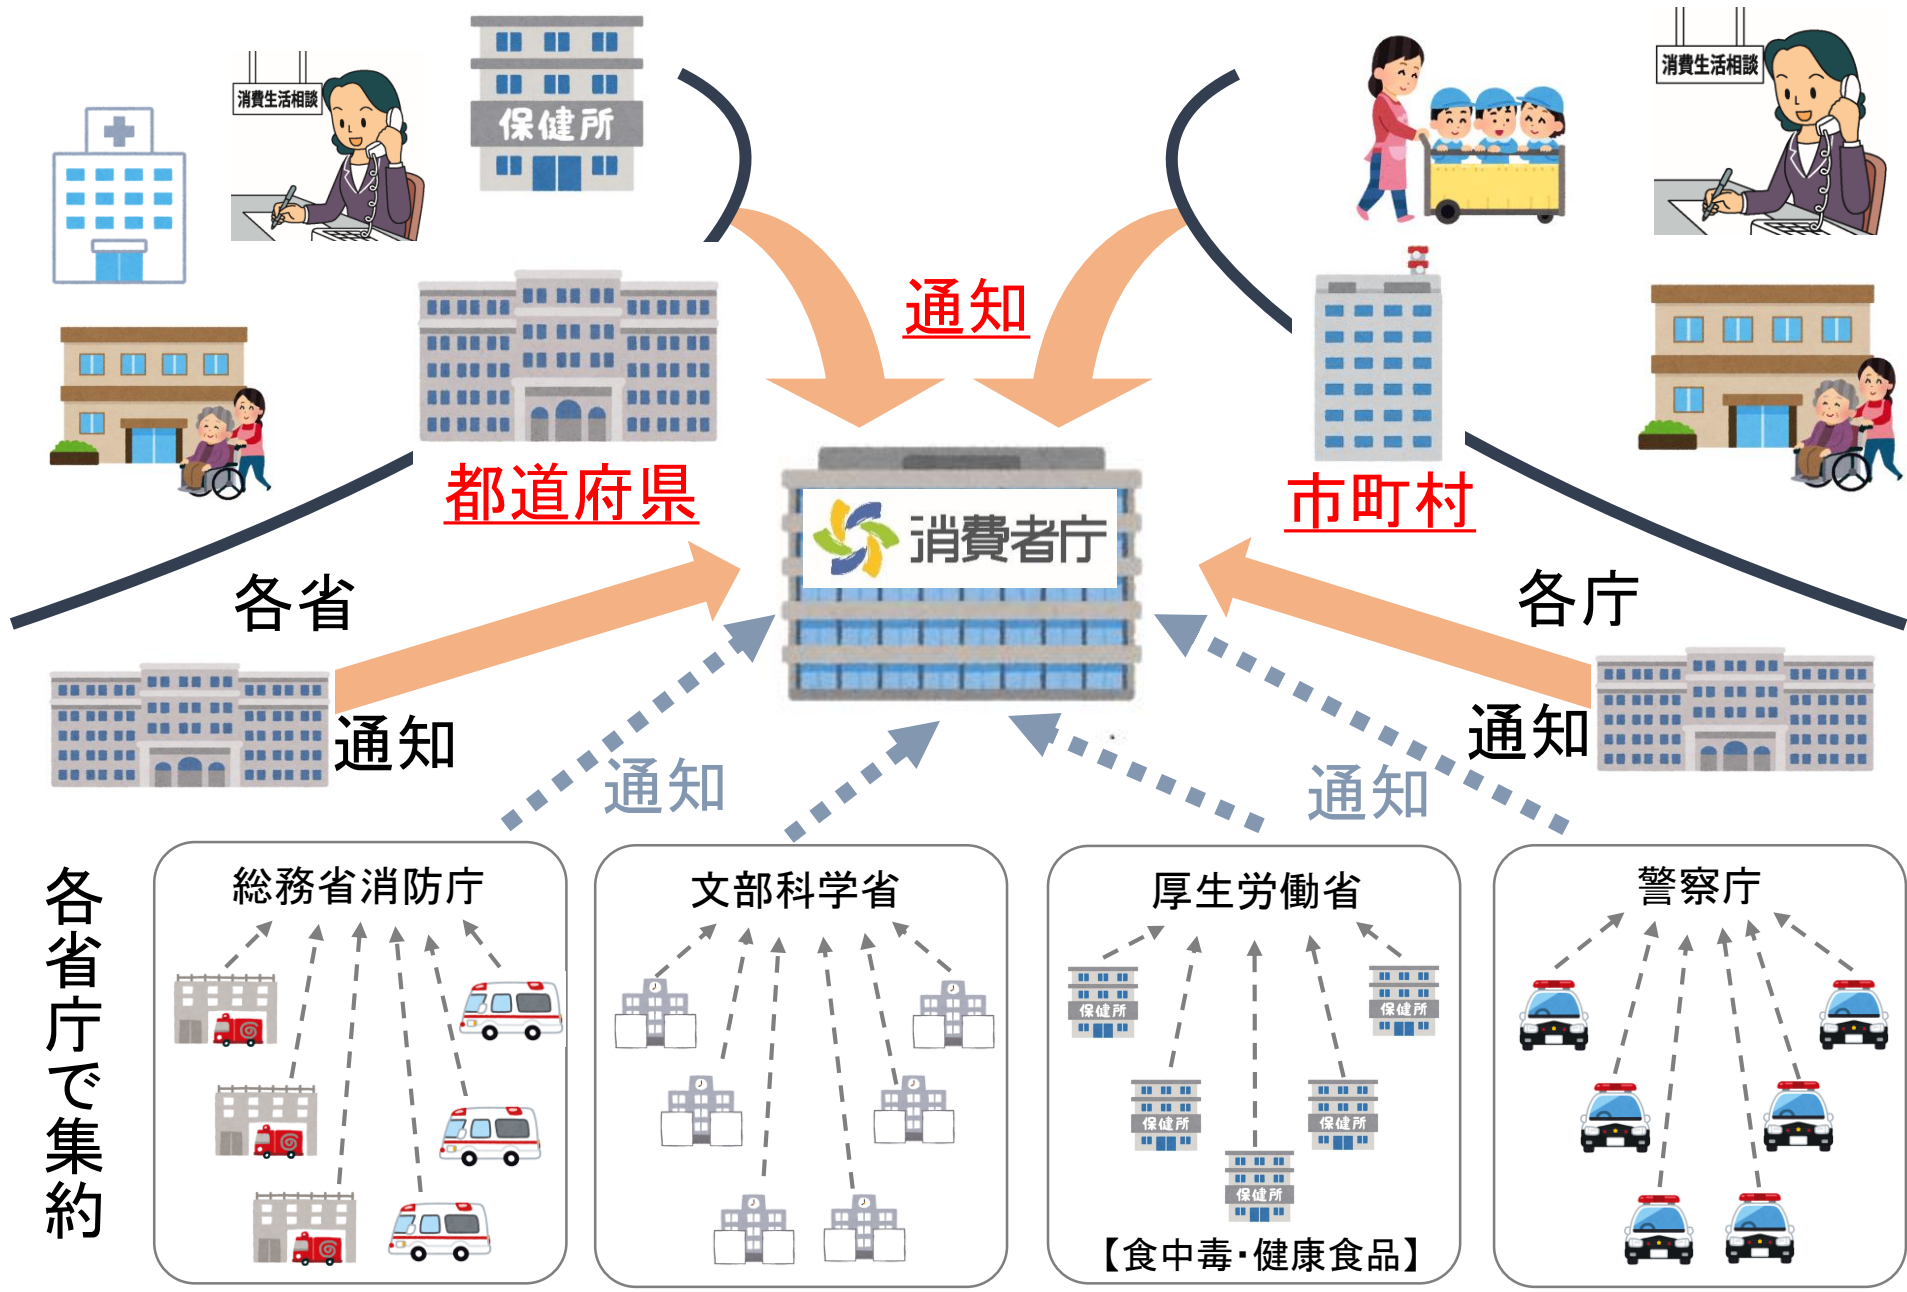 消費生活相談
保健所
消費生活相談
通知
都道府県
市町村
消費者庁
各省
各庁
通知
通知
通知
通知
各省庁で集約
総務省消防庁
文部科学省
厚生労働省
警察庁
保健所
保健所
保健所
保健所
保健所
【食中毒・健康食品】